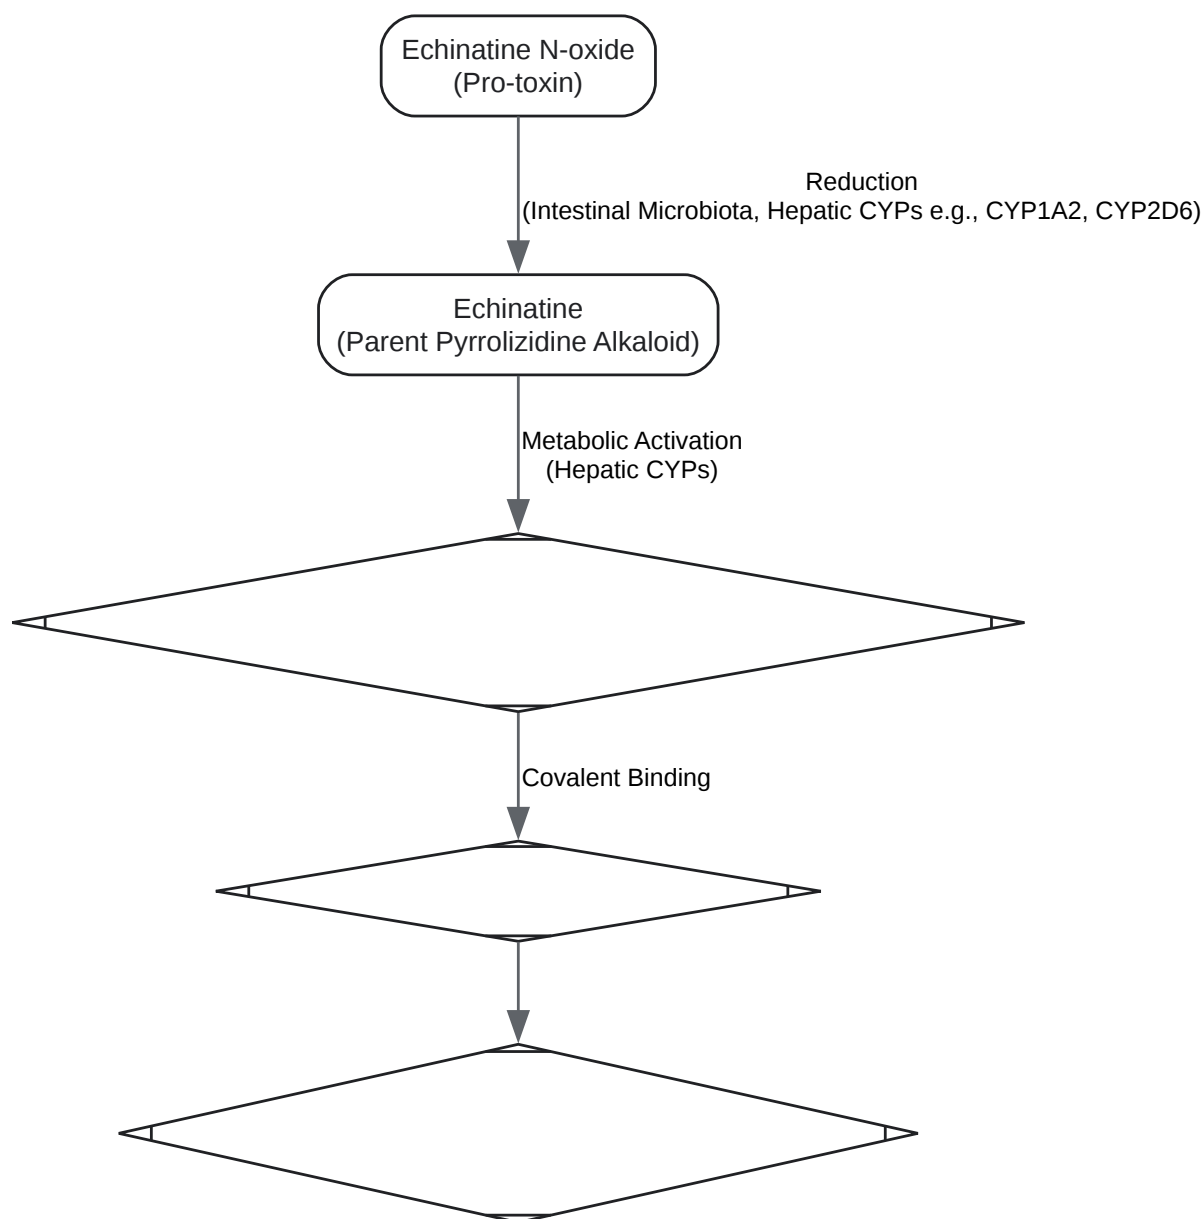 Echinatine N-oxide
(Pro-toxin)
Reduction
(Intestinal Microbiota, Hepatic CYPs e.g., CYP1A2, CYP2D6)
Echinatine
(Parent Pyrrolizidine Alkaloid)
Metabolic Activation
(Hepatic CYPs)
Covalent Binding